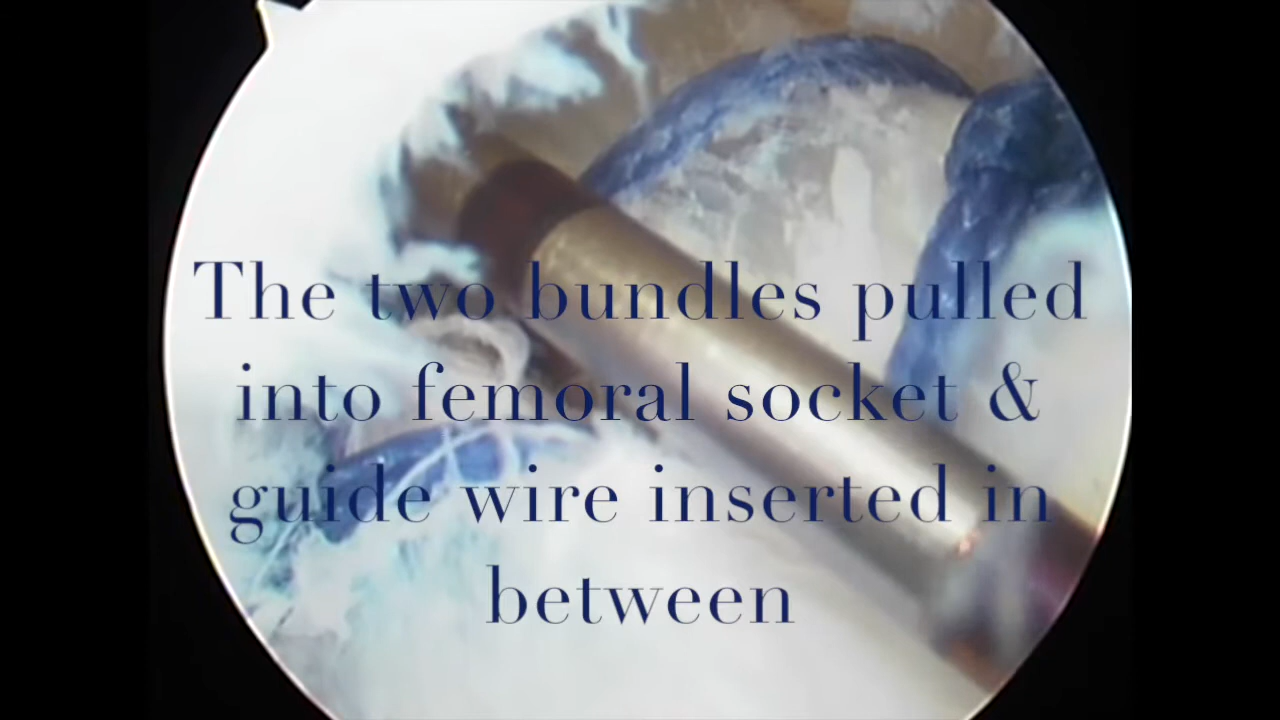 The two bundles pulled
into femoral socket &
guide wire inserted in
between